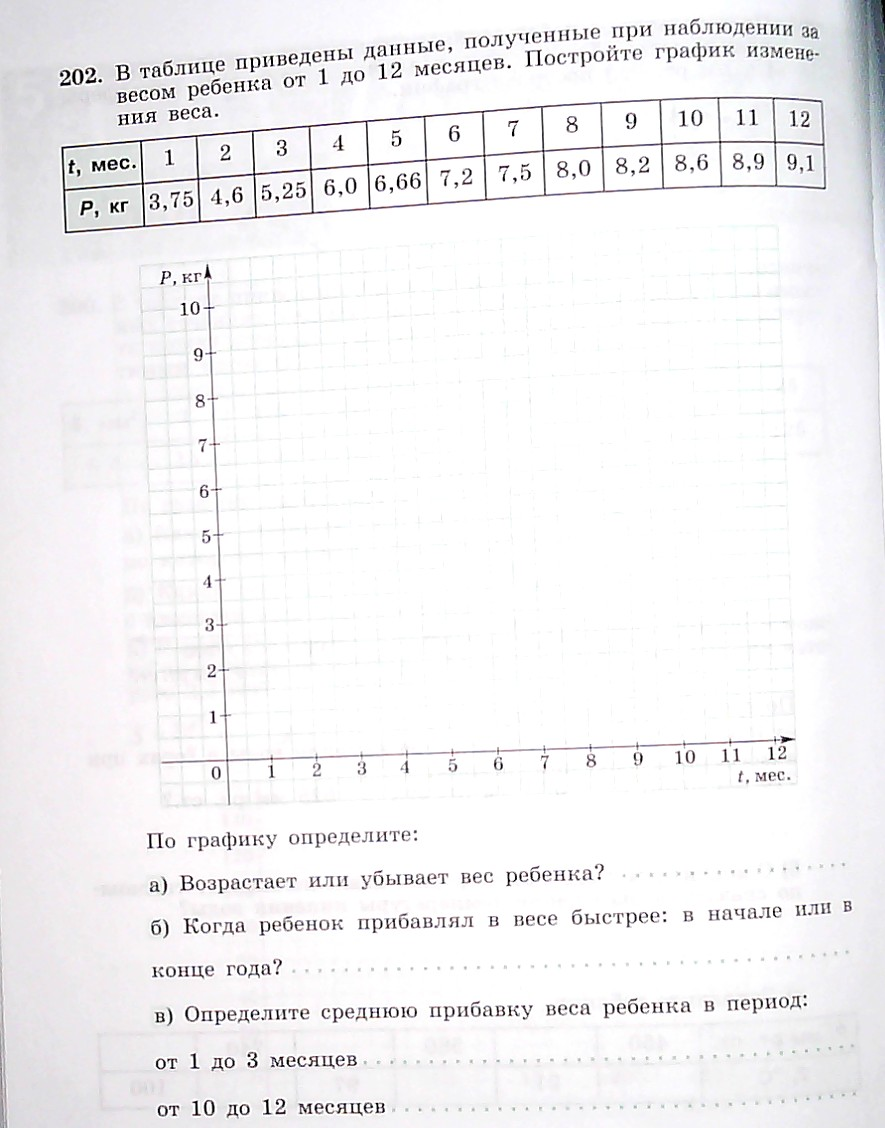 202. В таблице приведены данные, полученные при наблюдении за
весом ребенка от 1 до 12 месяцев. Постройте график измене-
ния веса.
t, мес. 1 2 3 4 5 6 7 8 9 10 11 12
P, кг 3,75 4,6 5,25 6,0 6,66 7,2 7,5 8,0 8,2 8,6 8,9 9,1
P, кг
10
9
8
7
6
5
4
3
2
1
0 1 2 3 4 5 6 7 8 9 10 11 12
t, мес.
По графику определите:
а) Возрастает или убывает вес ребенка?
б) Когда ребенок прибавлял в весе быстрее: в начале или в
конце года?
в) Определите среднюю прибавку веса ребенка в период:
от 1 до 3 месяцев
от 10 до 12 месяцев